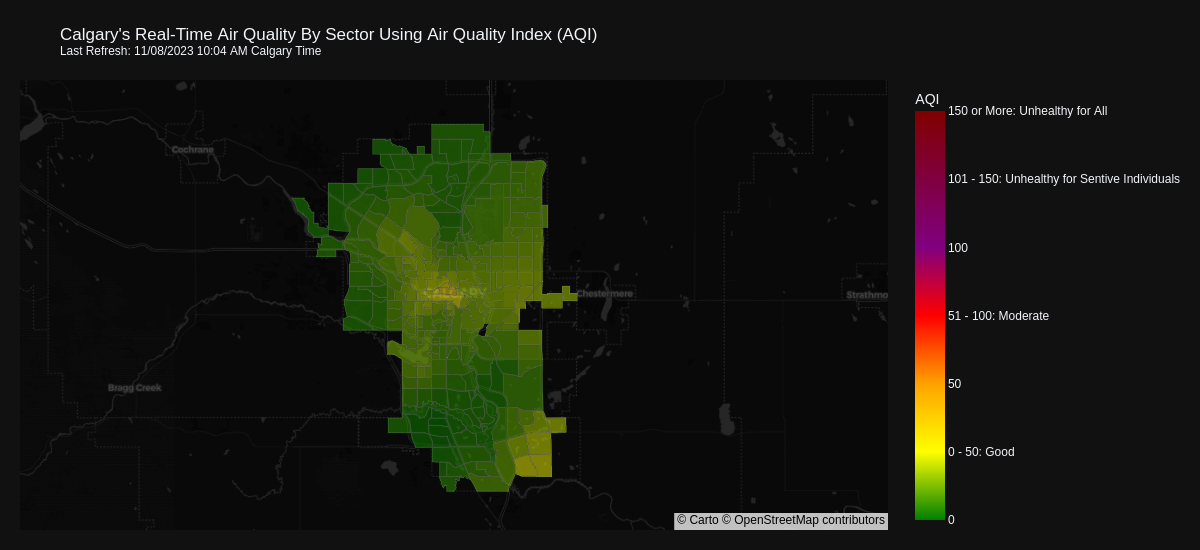 Calgary's Real-Time Air Quality By Sector Using Air Quality Index (AQI)
Last Refresh: 11/08/2023 10:04 AM Calgary Time
AQI
150 or More: Unhealthy for All
Cochrane
101 - 150: Unhealthy for Sentive Individuals
100
CALGARY
Chestermere
Strathmo
51 - 100: Moderate
50
Bragg Creek
0 - 50: Good
0
© Carto © OpenStreetMap contributors